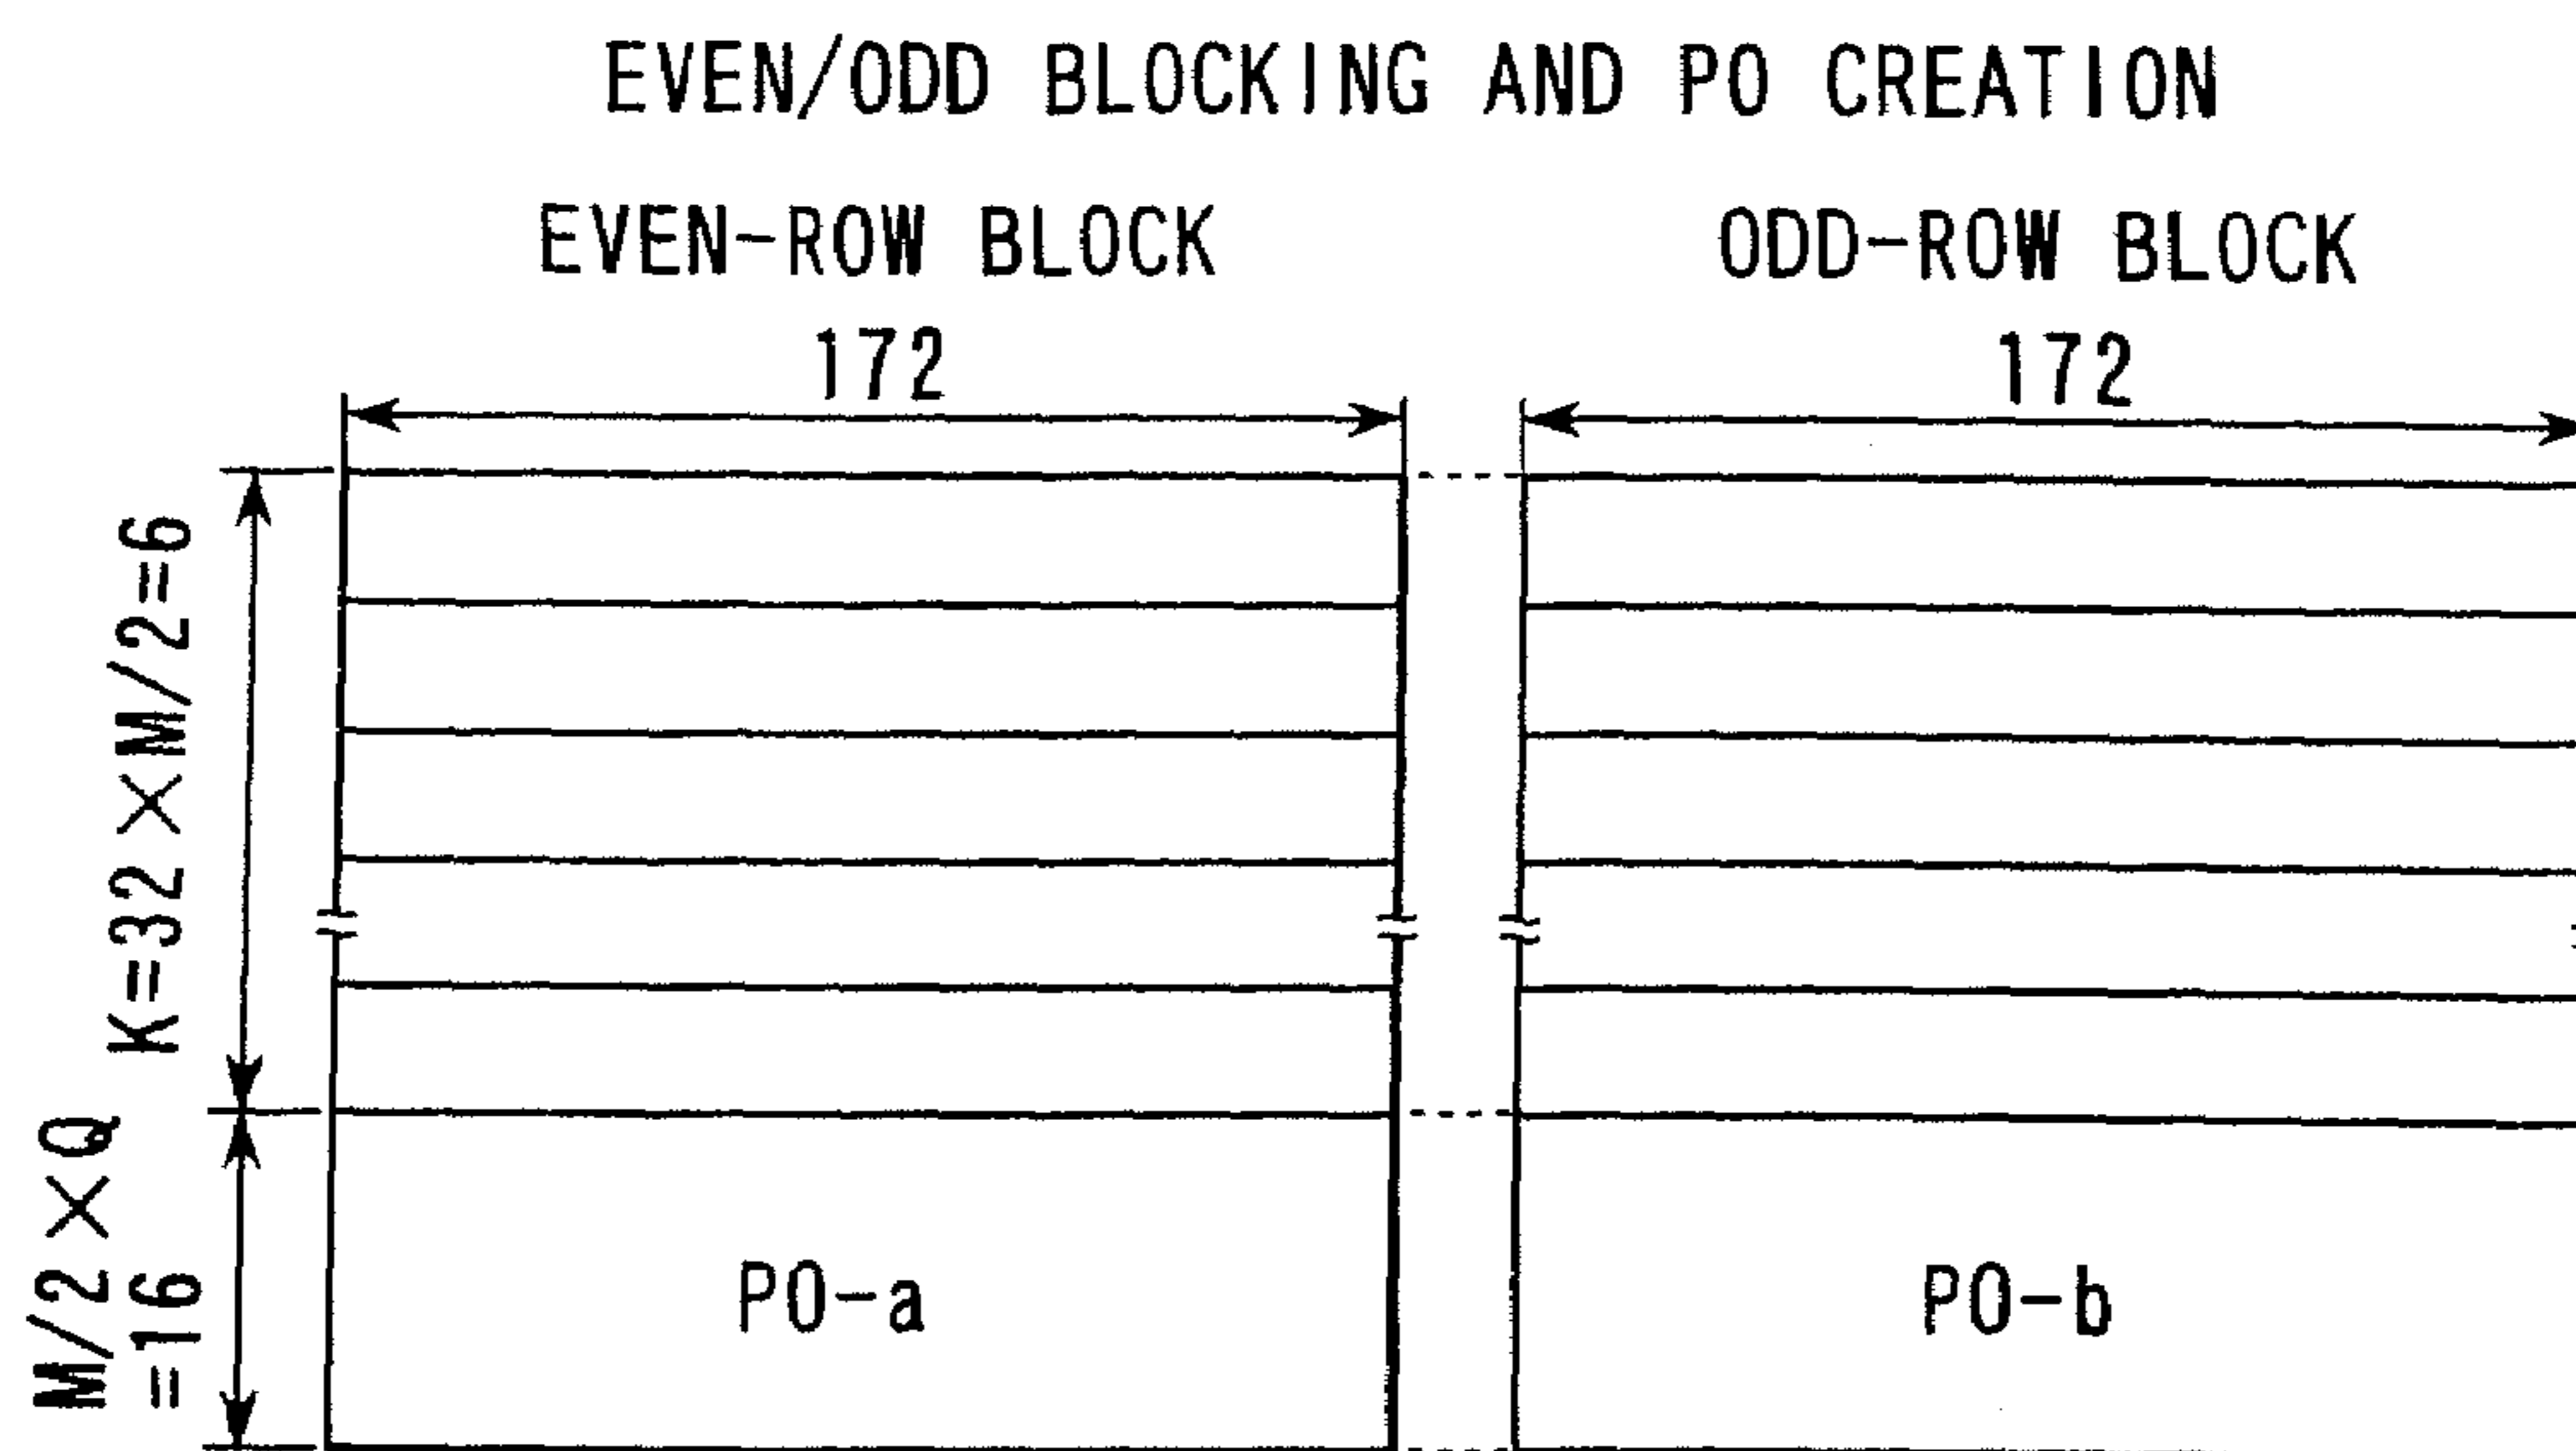 EVEN/ODD BLOCKING AND PO CREATION
EVEN-ROW BLOCK
ODD-ROW BLOCK
172
172
K=32×M/2=6
M/2×Q
=16
PO-a
PO-b